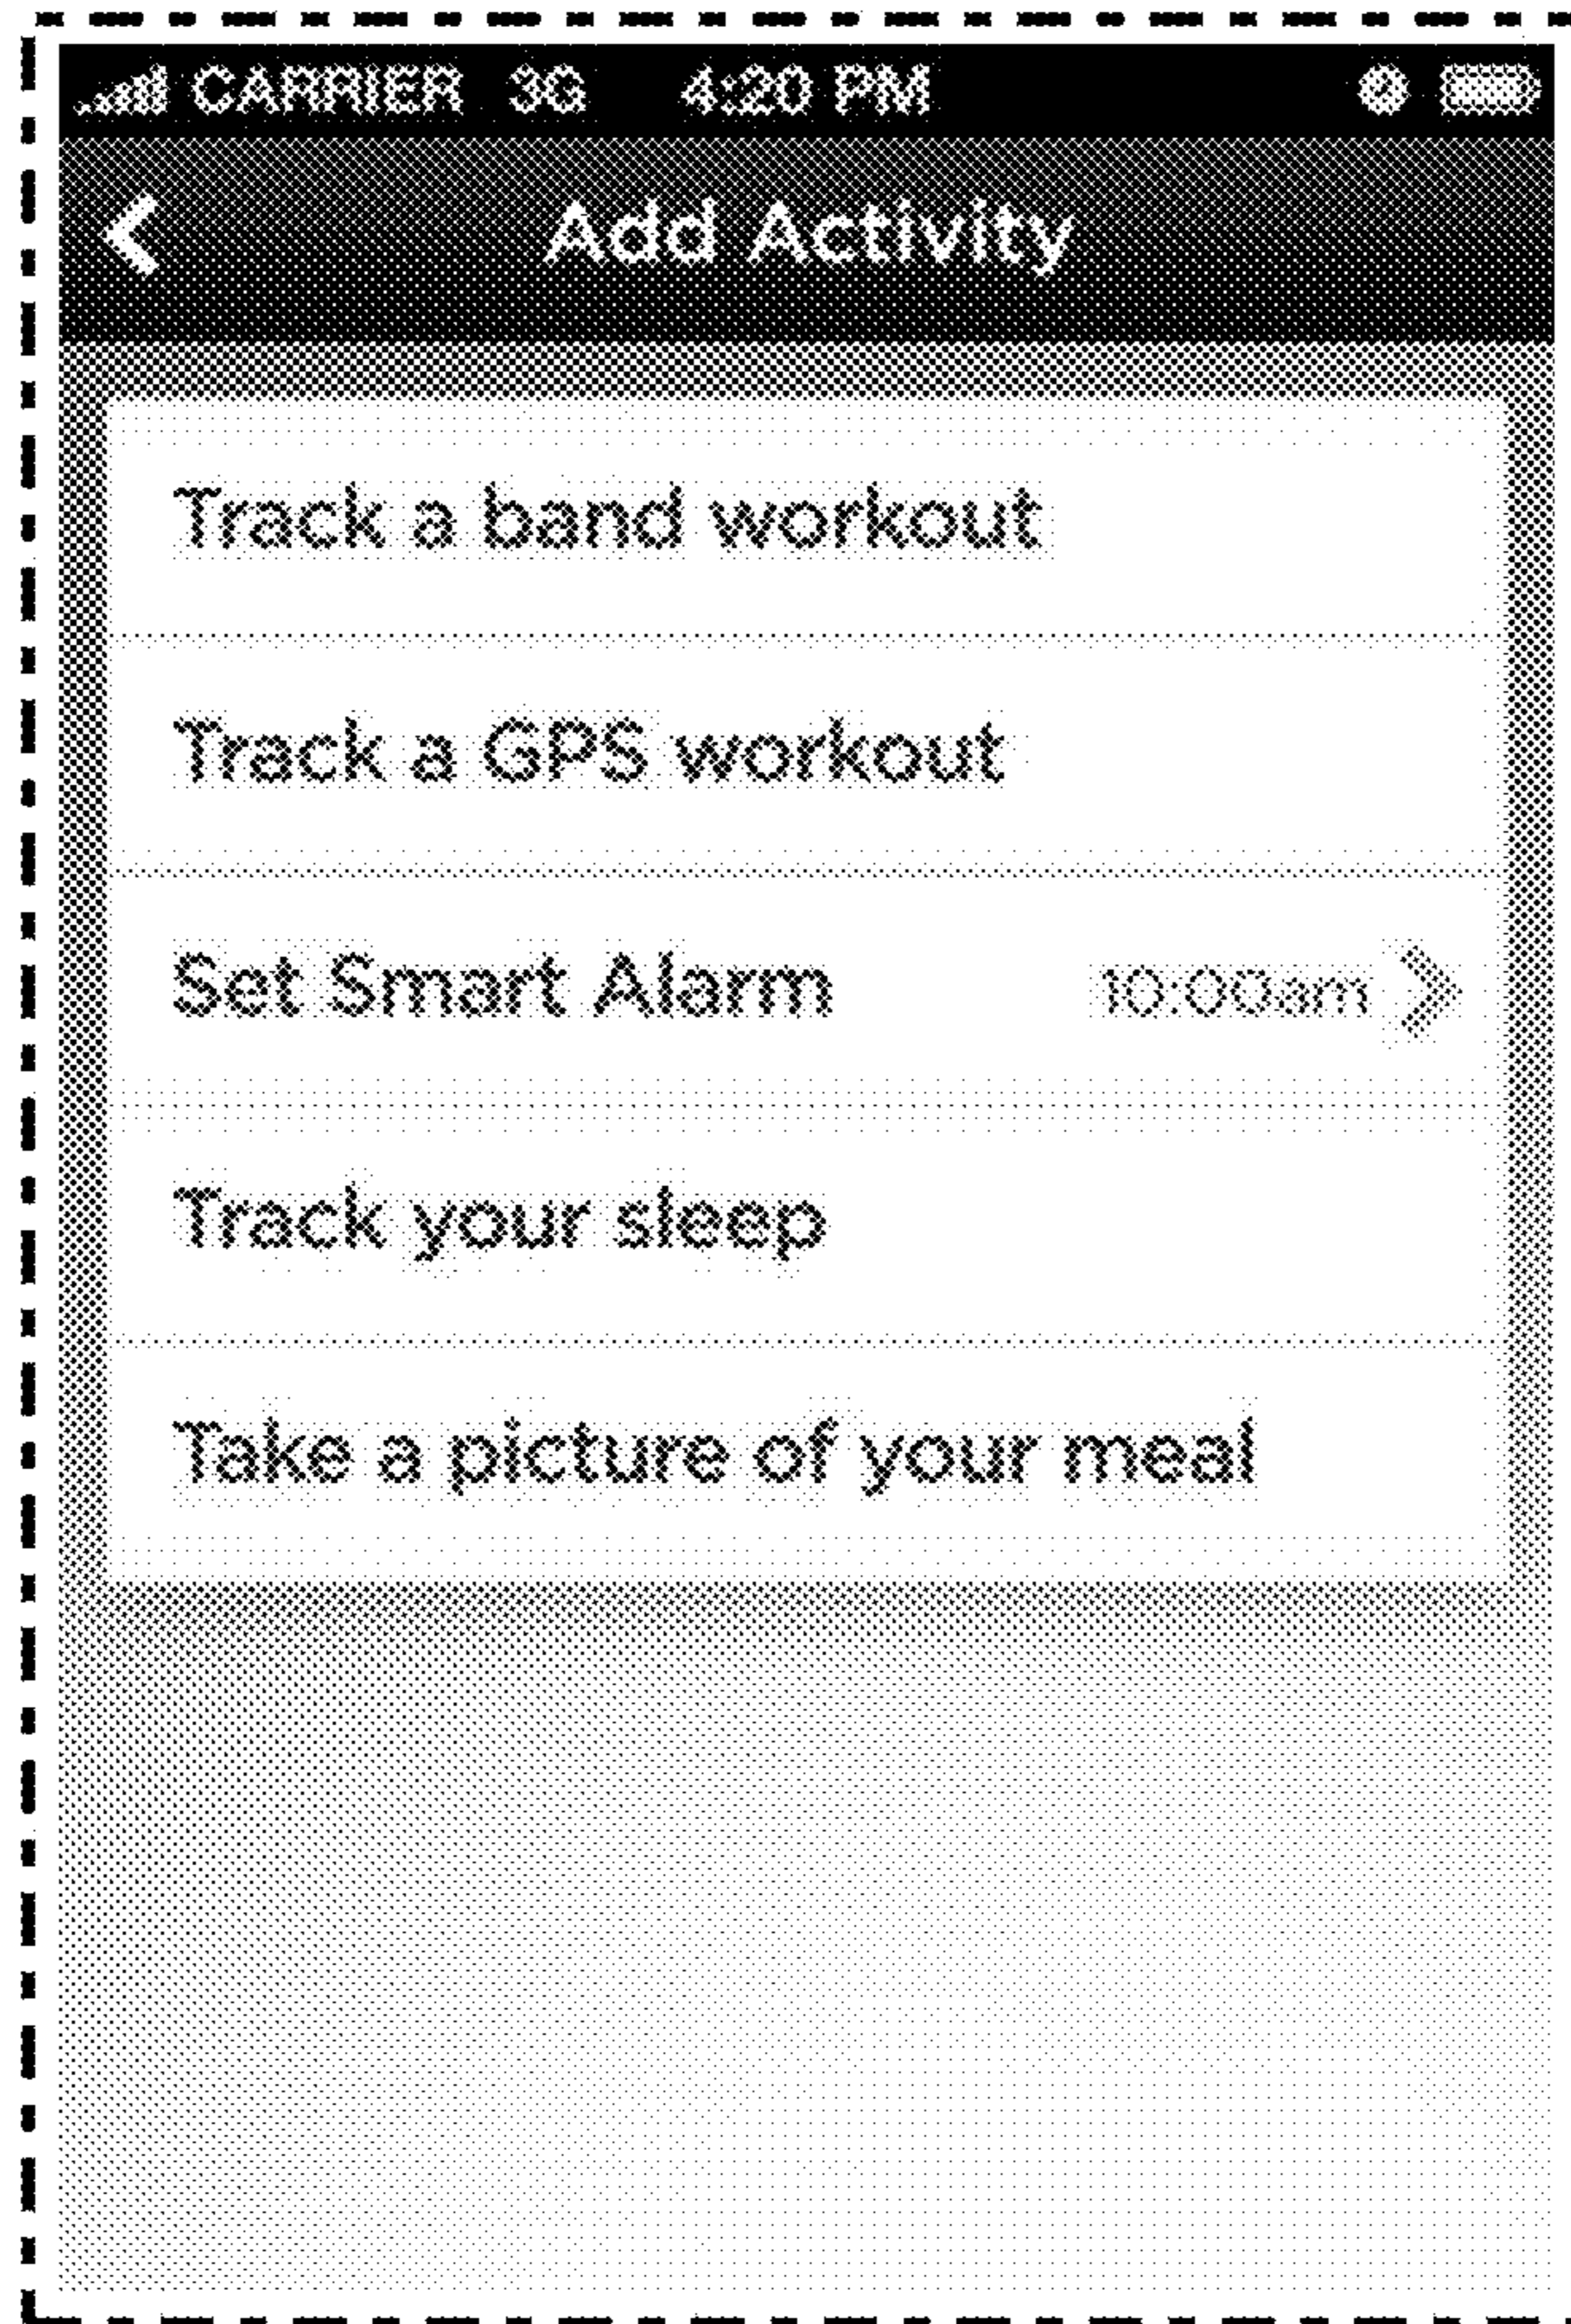 CARRIER 3G 4:20 PM
Add Activity
Track a band workout
Track a GPS workout
Set Smart Alarm 10:00am
Track your sleep
Take a picture of your meal